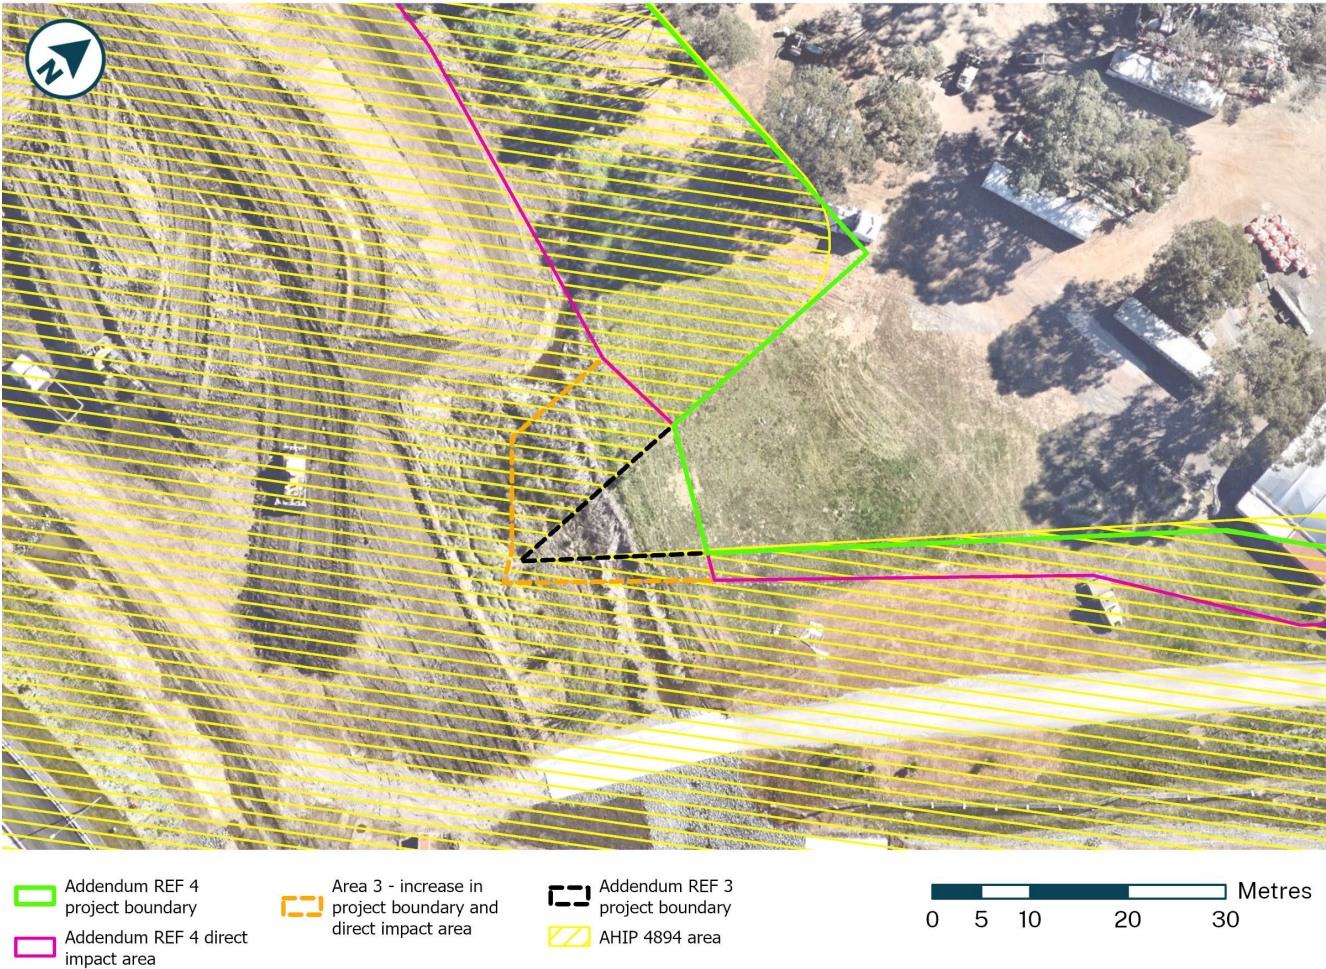 N
Addendum REF 4
project boundary
Addendum REF 4 direct
impact area
Area 3 - increase in
project boundary and
direct impact area
Addendum REF 3
project boundary
AHIP 4894 area
Metres
0 5 10 20 30